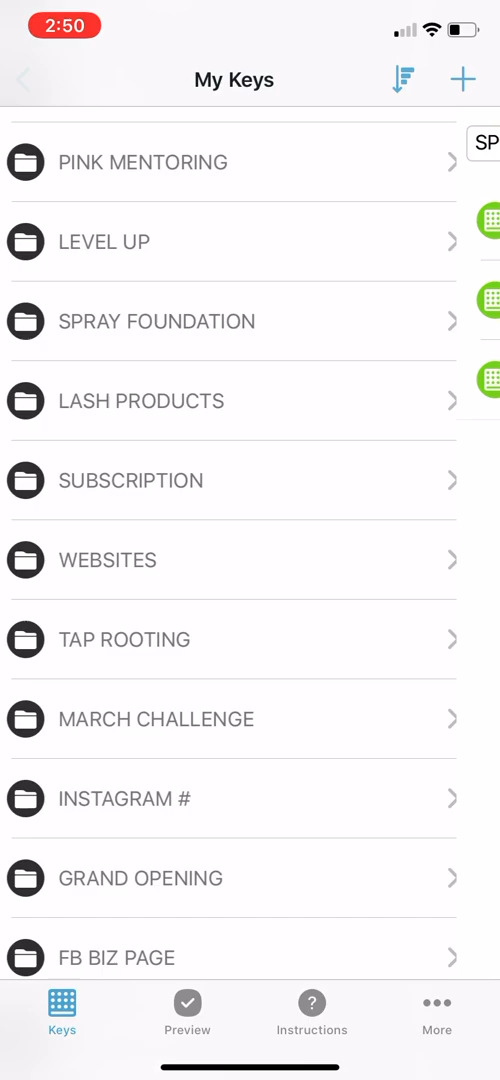 2:50
My Keys
SP
PINK MENTORING
LEVEL UP
SPRAY FOUNDATION
LASH PRODUCTS
SUBSCRIPTION
WEBSITES
TAP ROOTING
MARCH CHALLENGE
INSTAGRAM #
GRAND OPENING
FB BIZ PAGE
Keys
Preview
Instructions
More